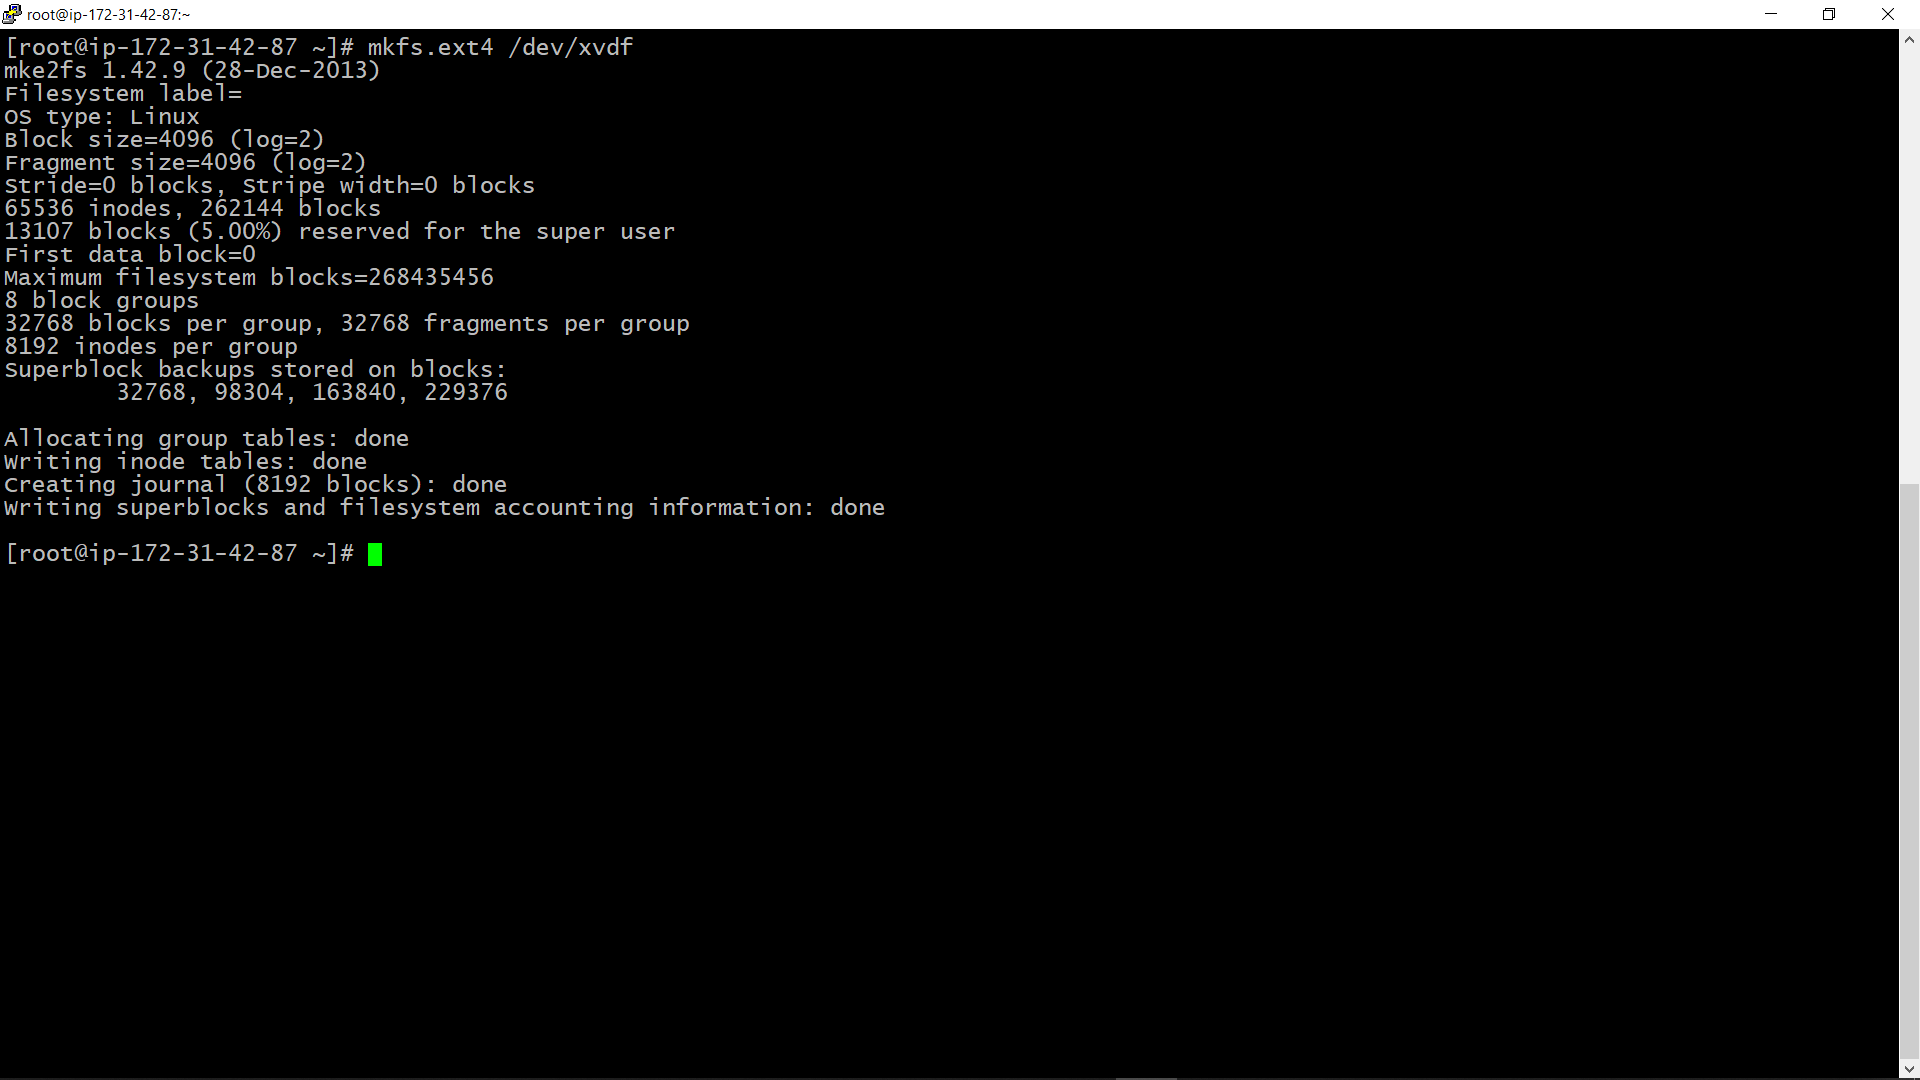 root@ip-172-31-42-87:~
[root@ip-172-31-42-87 ~]# mkfs.ext4 /dev/xvdf
mke2fs 1.42.9 (28-Dec-2013)
Filesystem label=
OS type: Linux
Block size=4096 (log=2)
Fragment size=4096 (log=2)
Stride=0 blocks, Stripe width=0 blocks
65536 inodes, 262144 blocks
13107 blocks (5.00%) reserved for the super user
First data block=0
Maximum filesystem blocks=268435456
8 block groups
32768 blocks per group, 32768 fragments per group
8192 inodes per group
Superblock backups stored on blocks:
        32768, 98304, 163840, 229376

Allocating group tables: done
Writing inode tables: done
Creating journal (8192 blocks): done
Writing superblocks and filesystem accounting information: done

[root@ip-172-31-42-87 ~]#